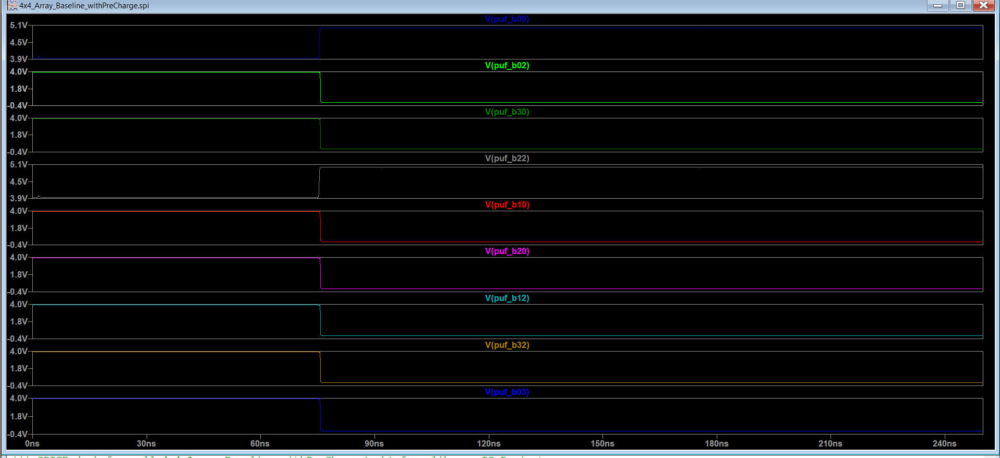 4x4_Array_Baseline_withPreCharge.spi
V(puf_b00)
5.1V
4.5V
3.9V
V(puf_b02)
4.0V
1.8V
-0.4V
V(puf_b30)
4.0V
1.8V
-0.4V
V(puf_b22)
5.1V
4.5V
3.9V
V(puf_b10)
4.0V
1.8V
-0.4V
V(puf_b20)
4.0V
1.8V
-0.4V
V(puf_b12)
4.0V
1.8V
-0.4V
V(puf_b32)
4.0V
1.8V
-0.4V
V(puf_b03)
4.0V
1.8V
-0.4V
0ns 30ns 60ns 90ns 120ns 150ns 180ns 210ns 240ns